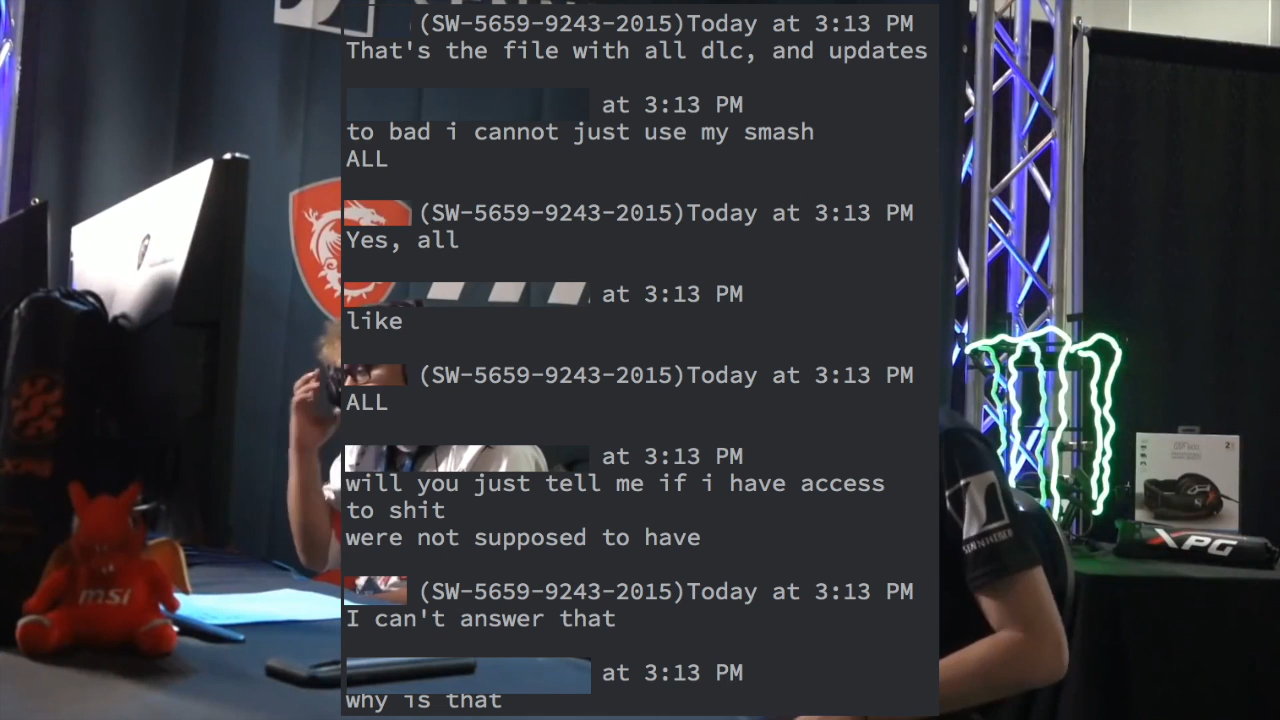 (SW-5659-9243-2015)Today at 3:13 PM
That's the file with all dlc, and updates
at 3:13 PM
to bad i cannot just use my smash
ALL
(SW-5659-9243-2015)Today at 3:13 PM
Yes, all
at 3:13 PM
like
(SW-5659-9243-2015)Today at 3:13 PM
ALL
at 3:13 PM
will you just tell me if i have access
to shit
were not supposed to have
(SW-5659-9243-2015)Today at 3:13 PM
I can't answer that
at 3:13 PM
why is that
msi
XPG
SENNHEISER